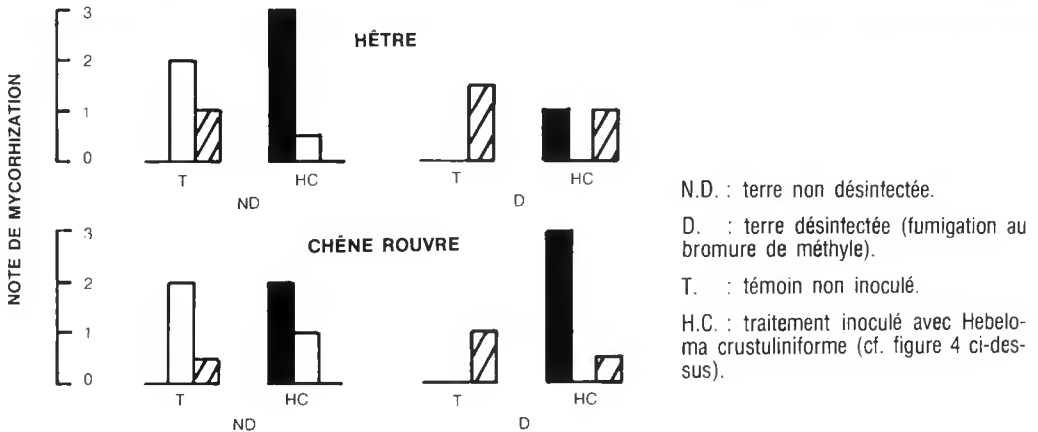 NOTE DE MYCORHIZATION
3
2
1
0
HÊTRE
T
HC
T
HC
ND
D
3
2
1
0
CHÊNE ROUVRE
T
HC
T
HC
ND
D
N.D. : terre non désinfectée.
D. : terre désinfectée (fumigation au
bromure de méthyle).
T. : témoin non inoculé.
H.C. : traitement inoculé avec Hebelo-
ma crustuliniforme (cf. figure 4 ci-des-
sus).